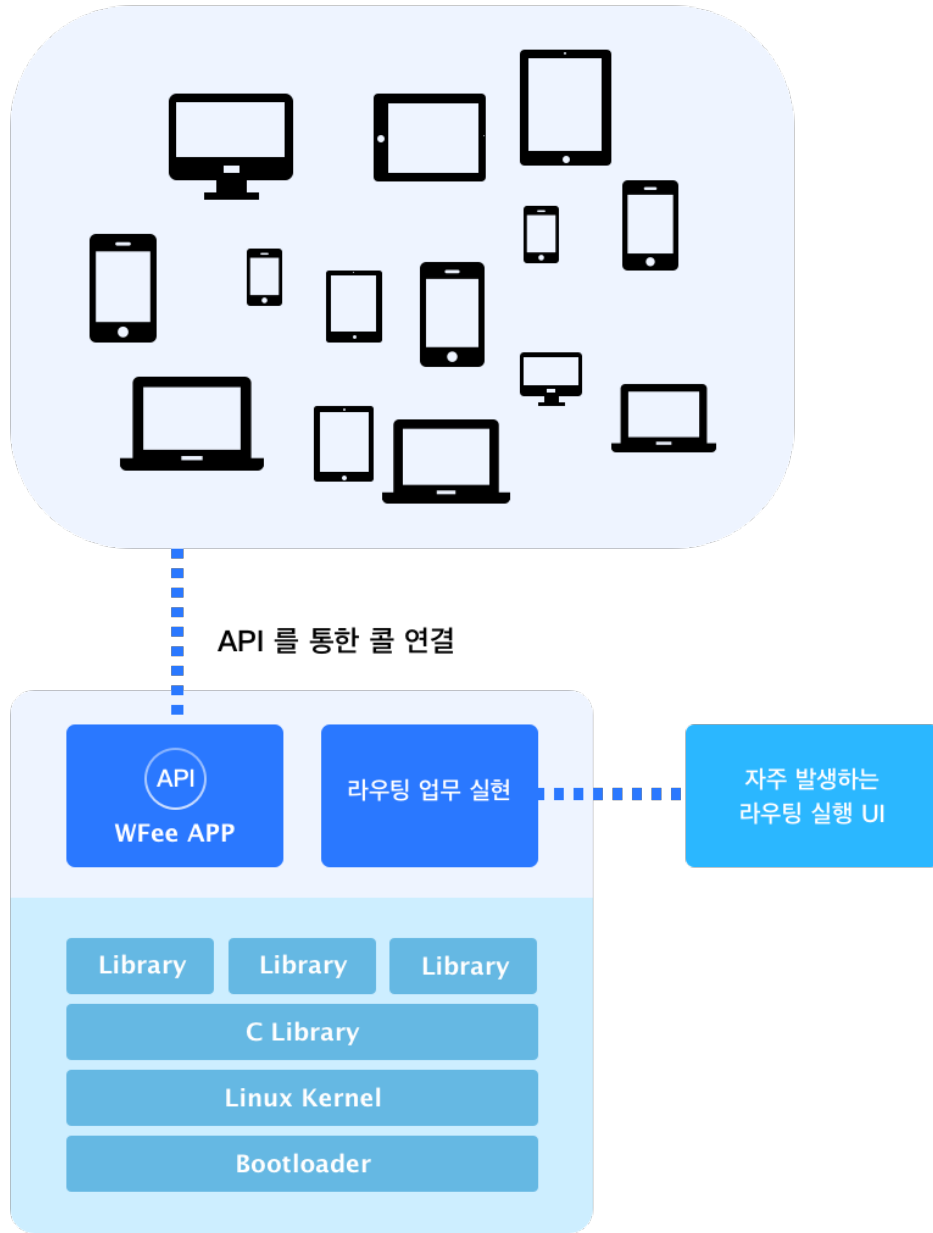 API 를 통한 콜 연결
API
WFee APP
라우팅 업무 실현
자주 발생하는
라우팅 실행 UI
Library
Library
Library
C Library
Linux Kernel
Bootloader